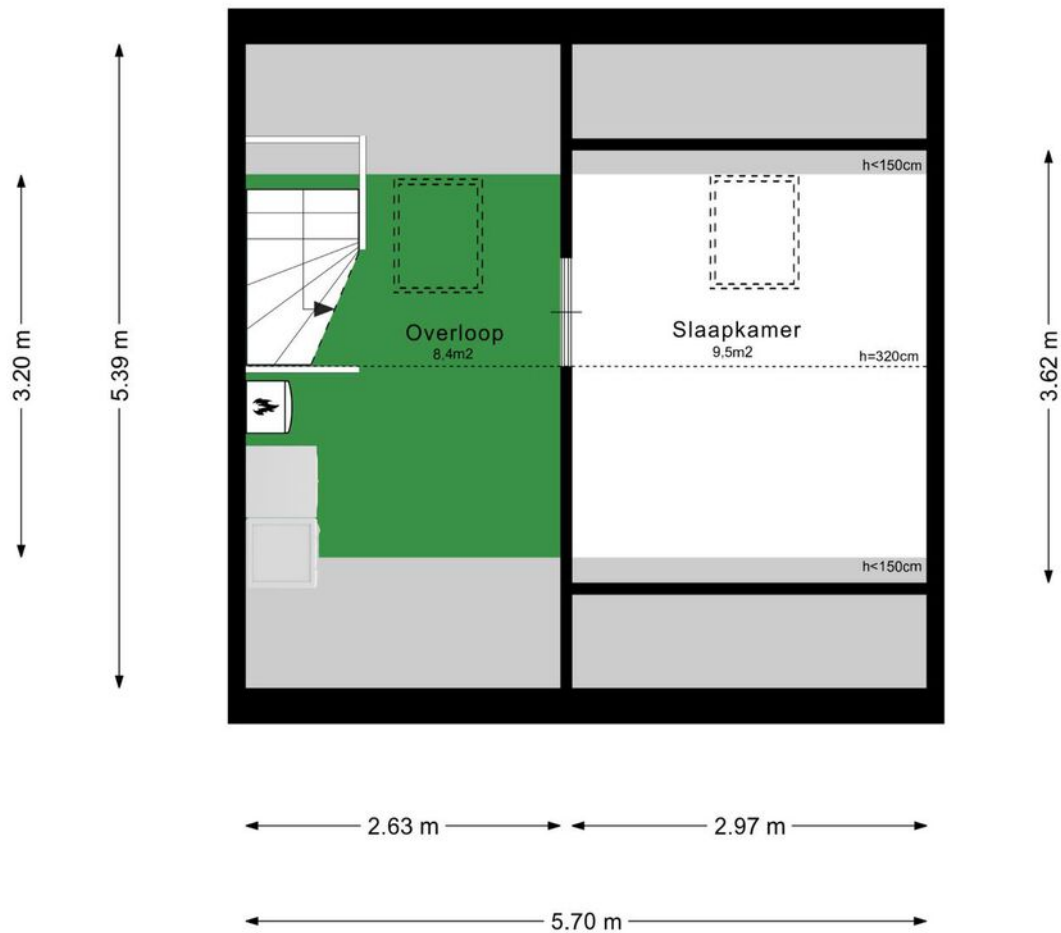 h<150cm
3.20 m
5.39 m
3.62 m
Overloop
8,4m2
Slaapkamer
9,5m2
h=320cm
h<150cm
2.63 m
2.97 m
5.70 m